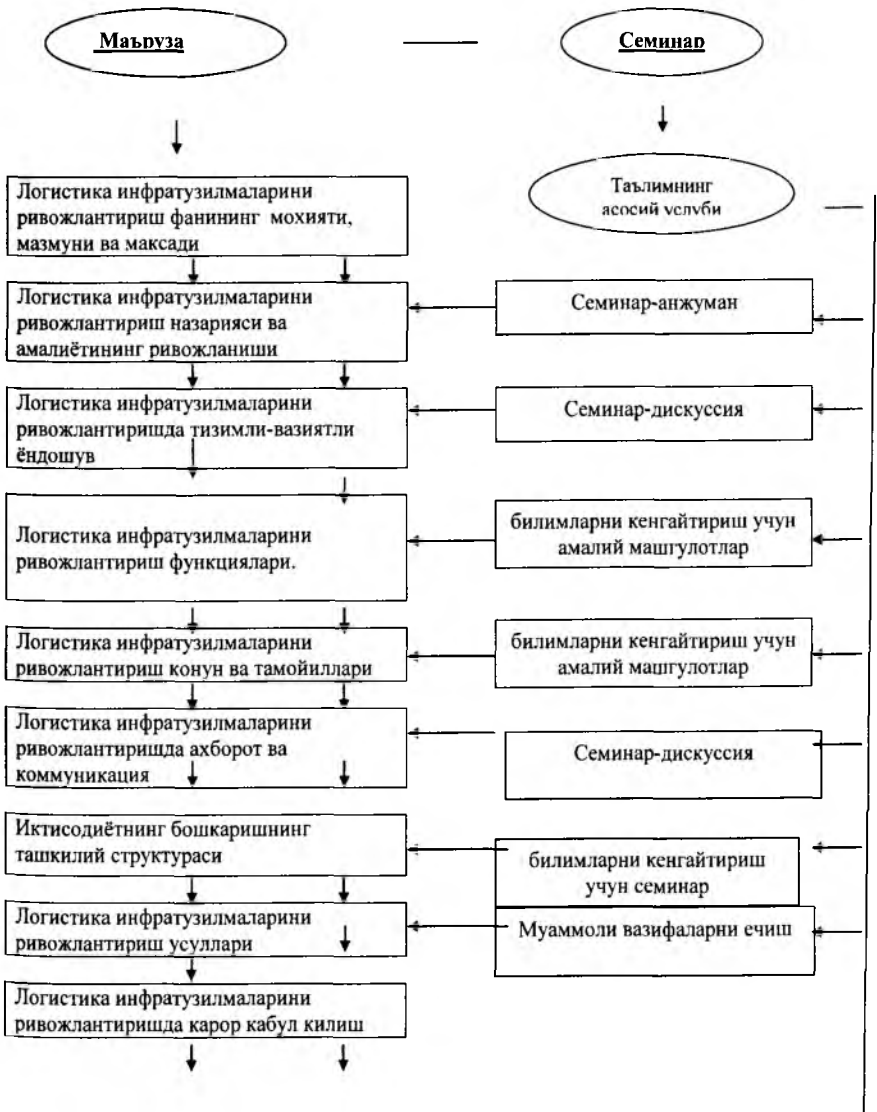 Маъруза
Семинар
Таълимнинг
асосий услуби
Логистика инфратузилмаларини
ривожлантириш фанининг мохияти,
мазмуни ва максади
Логистика инфратузилмаларини
ривожлантириш назарияси ва
амалиётининг ривожланиши
Семинар-анжуман
Логистика инфратузилмаларини
ривожлантиришда тизимли-вазиятли
ёндошув
Семинар-дискуссия
Логистика инфратузилмаларини
ривожлантириш функциялари.
билимларни кенгайтириш учун
амалий машгулотлар
Логистика инфратузилмаларини
ривожлантириш конун ва тамойиллари
билимларни кенгайтириш учун
амалий машгулотлар
Логистика инфратузилмаларини
ривожлантиришда ахборот ва
коммуникация
Семинар-дискуссия
Иктисодиётнинг бошкаришнинг
ташкилий структураси
билимларни кенгайтириш
учун семинар
Логистика инфратузилмаларини
ривожлантириш усуллари
Муаммоли вазифаларни ечиш
Логистика инфратузилмаларини
ривожлантиришда карор кабул килиш